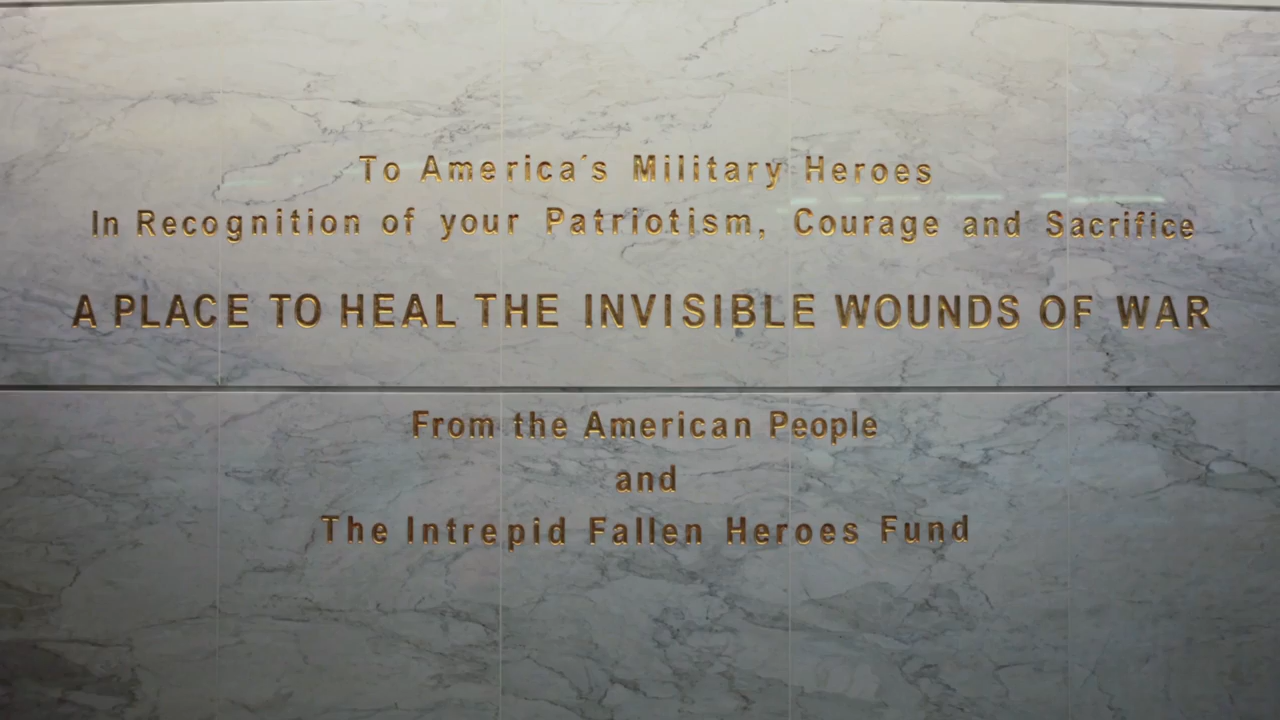 To America´s Military Heroes
In Recognition of your Patriotism, Courage and Sacrifice
A PLACE TO HEAL THE INVISIBLE WOUNDS OF WAR
From the American People
and
The Intrepid Fallen Heroes Fund